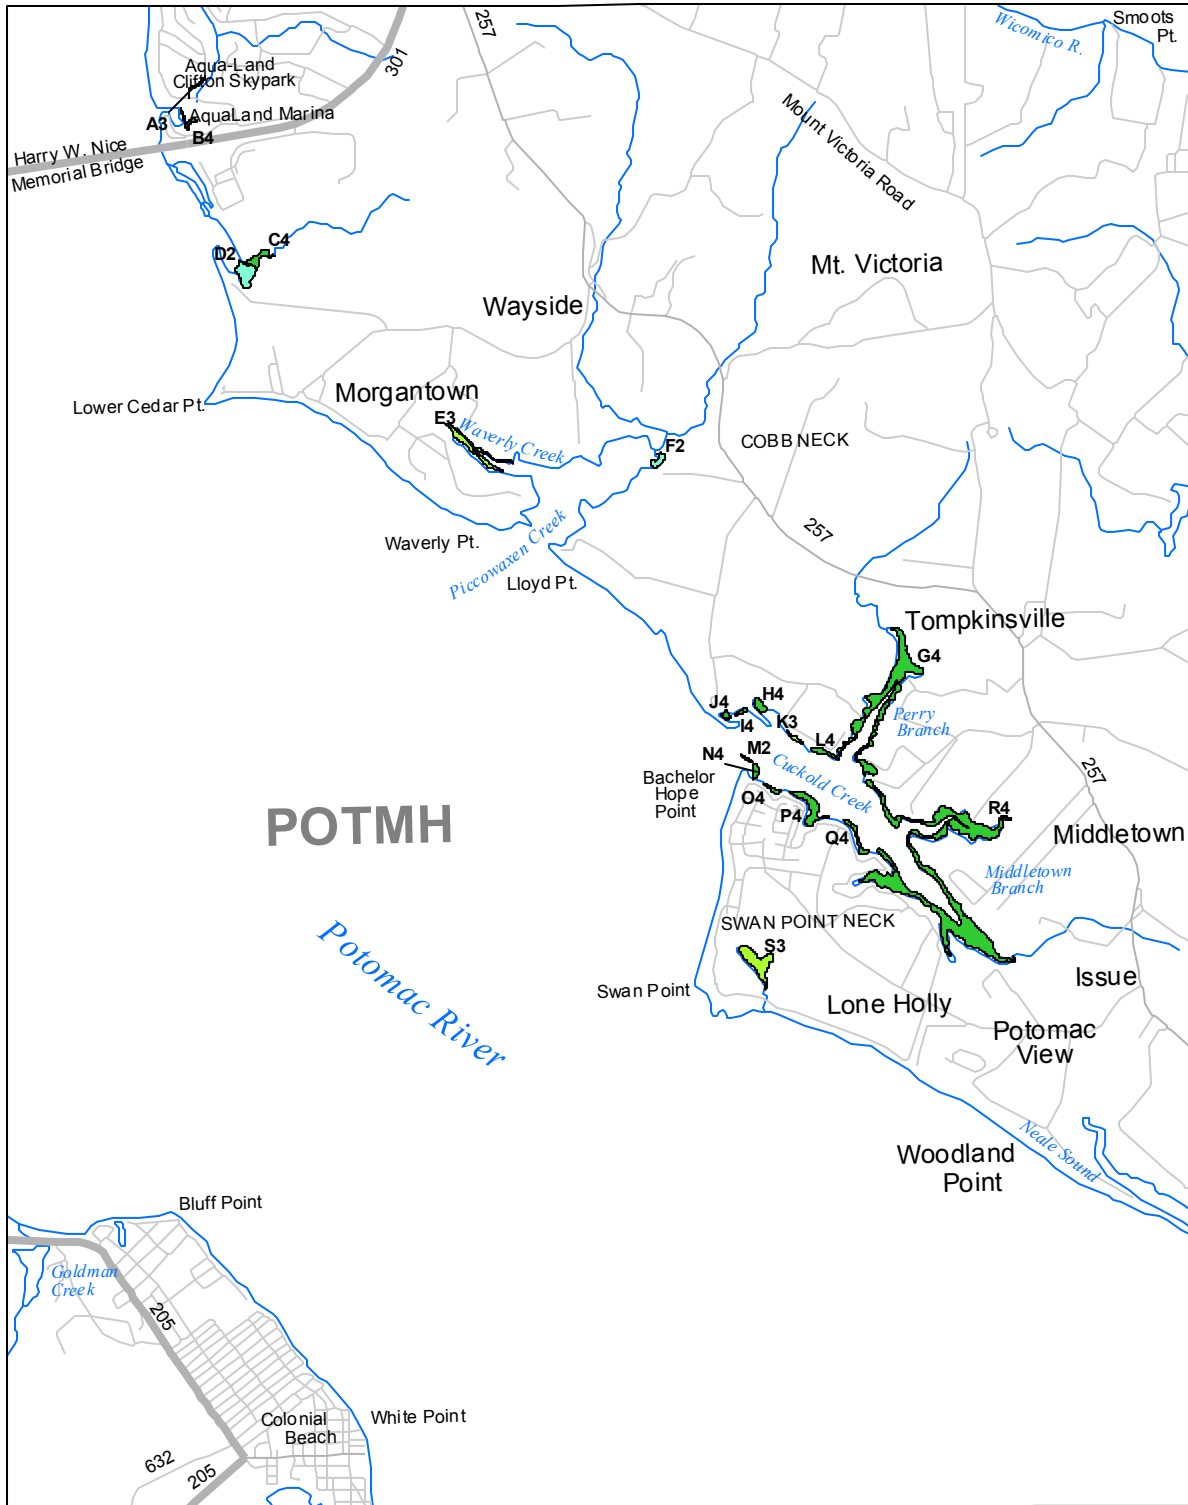 257
Wicomico R.
Smoots
Pt.
301
Aqua-Land
Clifton Skypark
AquaLand Marina
A3
B4
Harry W. Nice
Memorial Bridge
Mount Victoria Road
C4
D2
Mt. Victoria
Wayside
Morgantown
Lower Cedar Pt.
E3
Waverly Creek
F2
COBB NECK
257
Waverly Pt.
Piccowaxen Creek
Lloyd Pt.
Tompkinsville
G4
J4
H4
I4
K3
L4
Perry
Branch
N4
M2
Cuckold Creek
257
Bachelor
Hope
Point
O4
P4
Q4
R4
POTMH
Middletown
Middletown
Branch
SWAN POINT NECK
S3
Potomac River
Swan Point
Issue
Lone Holly
Potomac
View
Neale Sound
Woodland
Point
Bluff Point
Goldman
Creek
205
Colonial
Beach
White Point
632
205